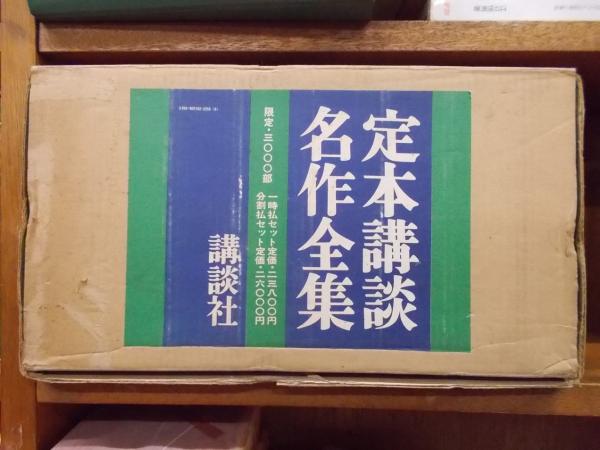 定本講談
名作全集
限定・三〇〇〇部
一時払セット定価・二三八〇〇円
分割払セット定価・二六〇〇〇円
講談社